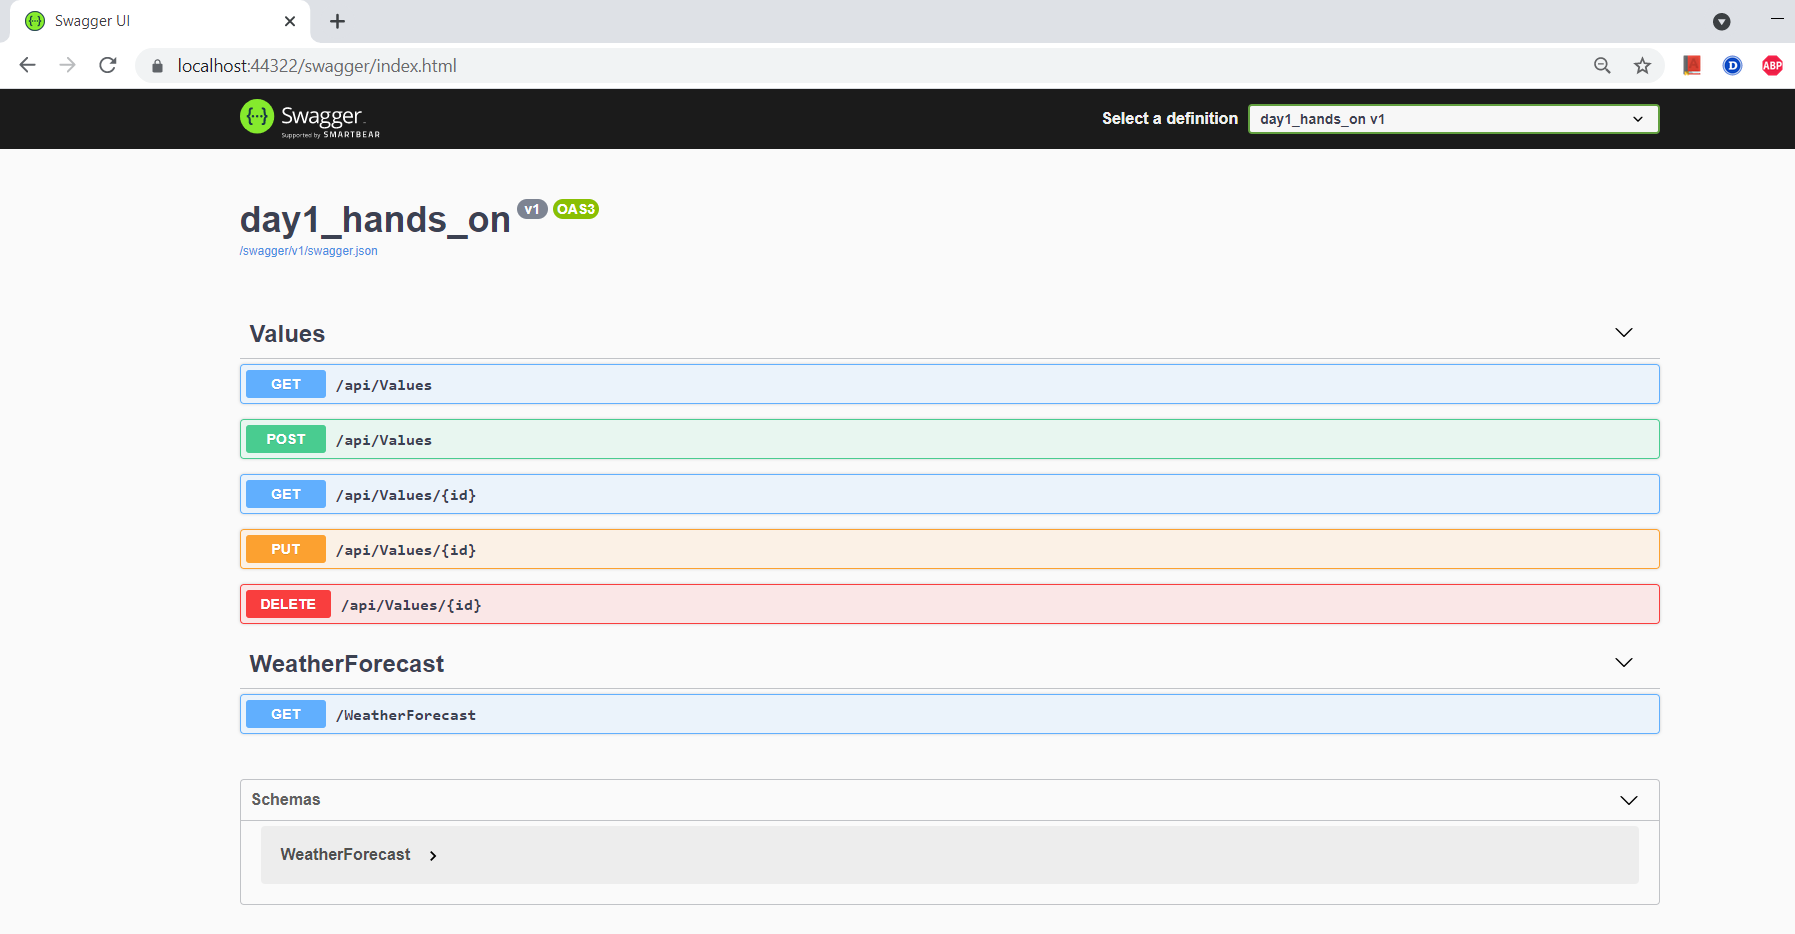 Swagger UI
localhost:44322/swagger/index.html
D
ABP
{···} Swagger
Supported by SMARTBEAR
Select a definition
day1_hands_on v1
day1_hands_on v1 OAS3
/swagger/v1/swagger.json
Values
GET /api/Values
POST /api/Values
GET /api/Values/{id}
PUT /api/Values/{id}
DELETE /api/Values/{id}
WeatherForecast
GET /WeatherForecast
Schemas
WeatherForecast